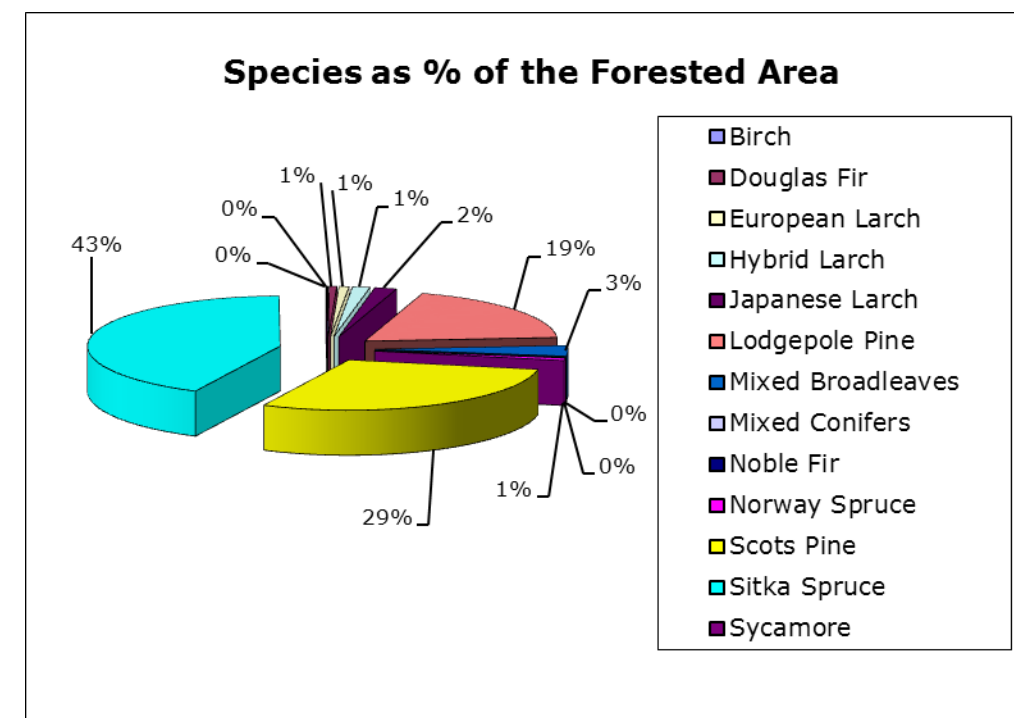 Species as % of the Forested Area
43%
0%
0%
1%
1%
1%
2%
19%
3%
0%
0%
1%
29%
Birch
Douglas Fir
European Larch
Hybrid Larch
Japanese Larch
Lodgepole Pine
Mixed Broadleaves
Mixed Conifers
Noble Fir
Norway Spruce
Scots Pine
Sitka Spruce
Sycamore